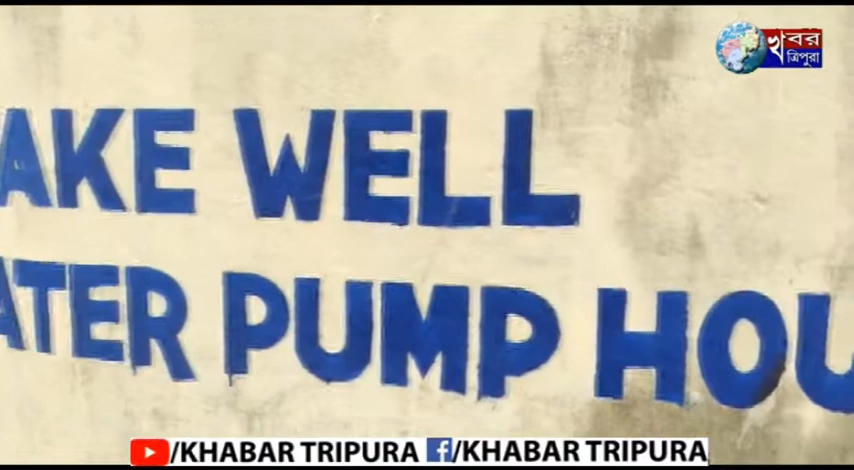 খবর
ত্রিপুরা
AKE WELL
ATER PUMP HOU
/KHABAR TRIPURA f/KHABAR TRIPURA